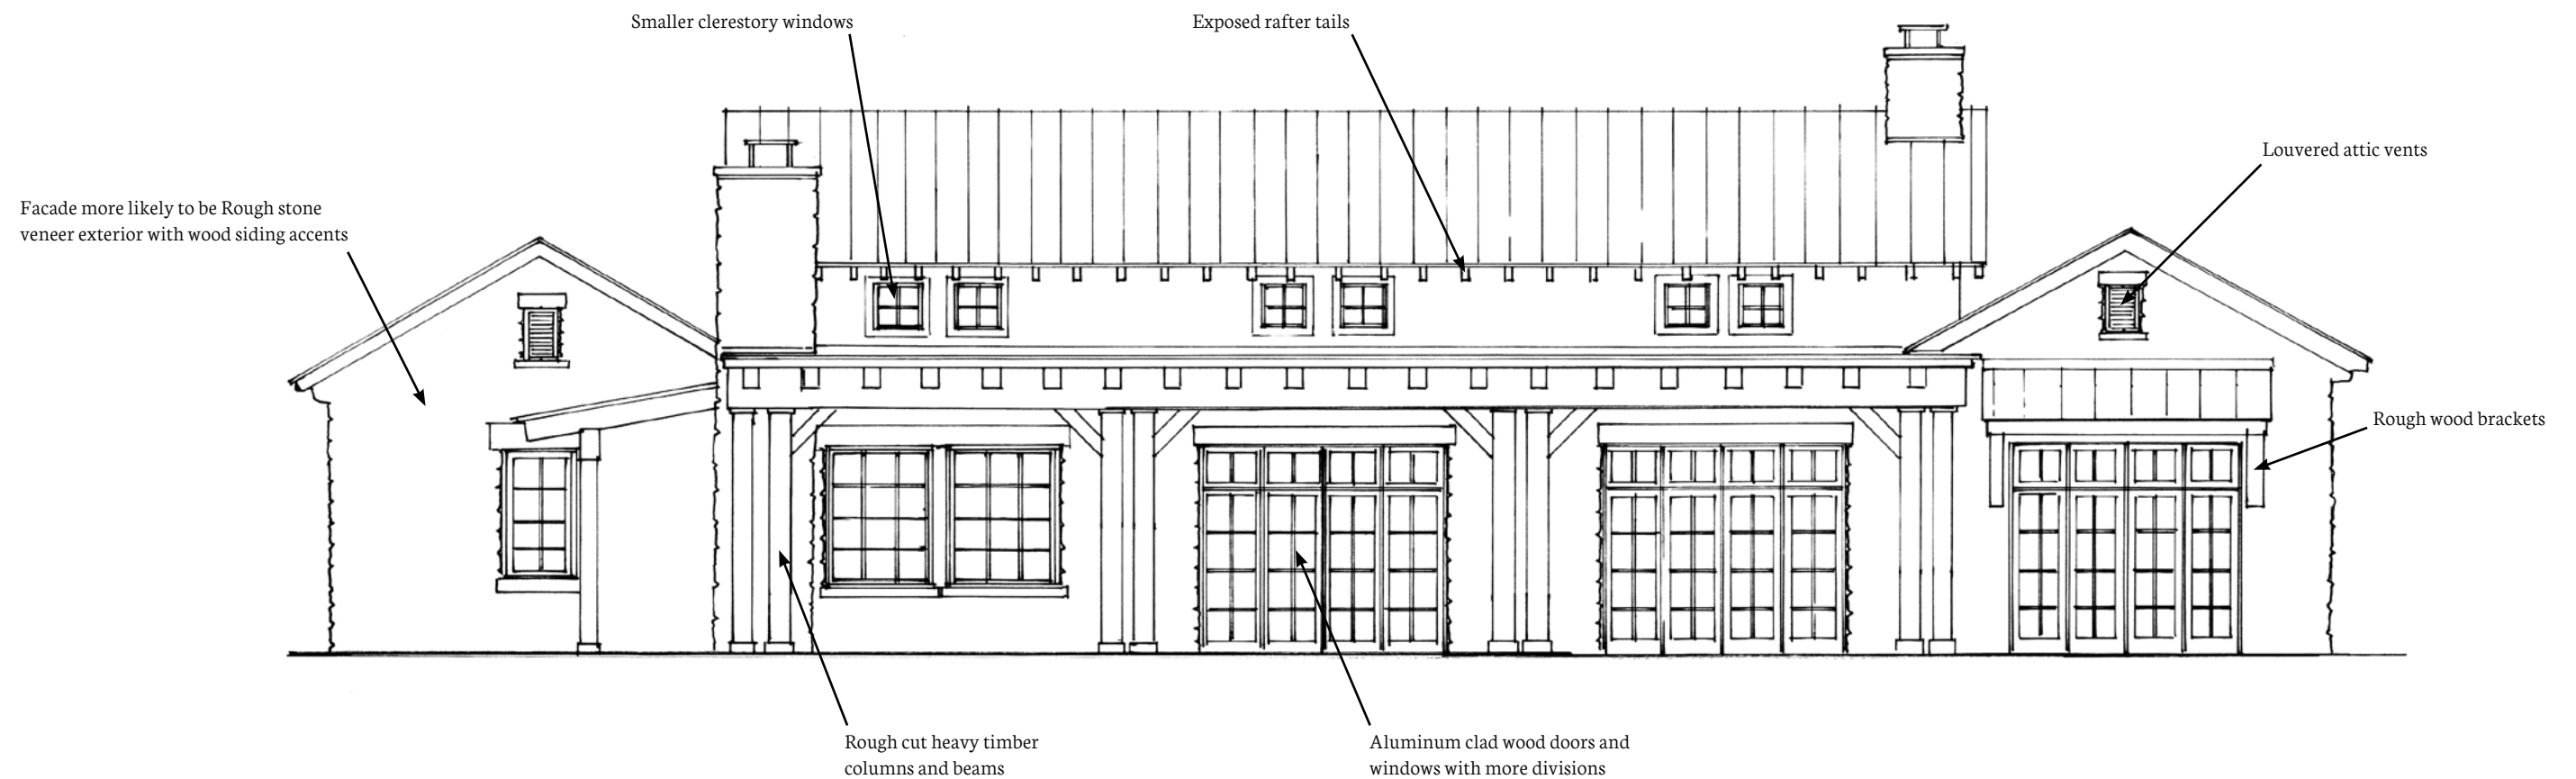 Smaller clerestory windows
Exposed rafter tails
Louvered attic vents
Facade more likely to be Rough stone
veneer exterior with wood siding accents
Rough wood brackets
Rough cut heavy timber
columns and beams
Aluminum clad wood doors and
windows with more divisions